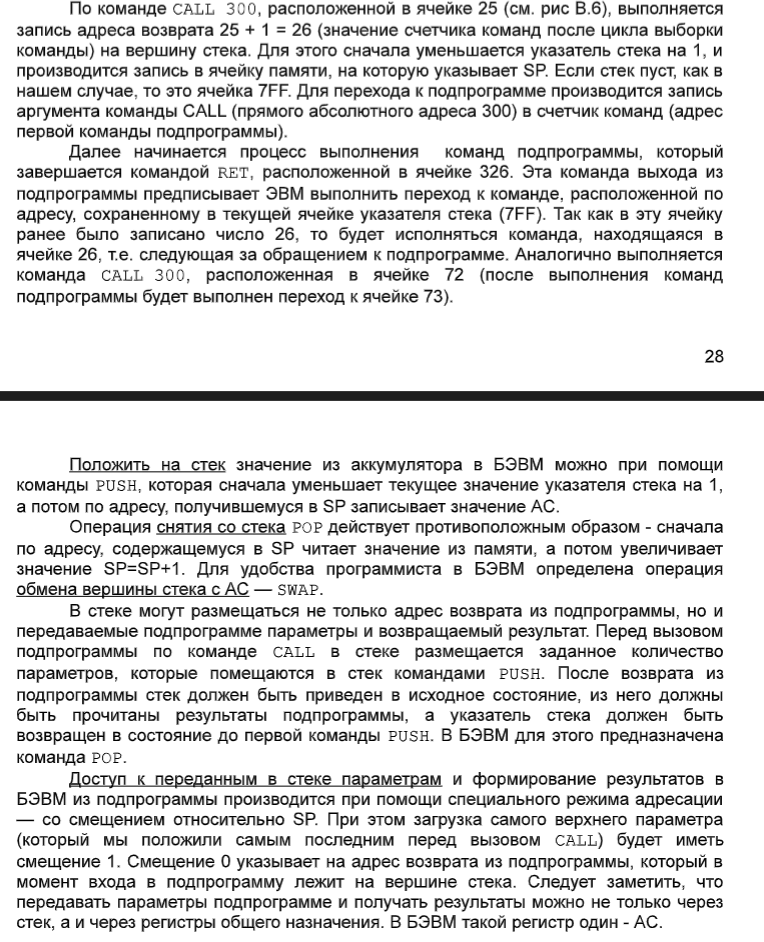 По команде CALL 300, расположенной в ячейке 25 (см. рис В.6), выполняется
запись адреса возврата 25 + 1 = 26 (значение счетчика команд после цикла выборки
команды) на вершину стека. Для этого сначала уменьшается указатель стека на 1, и
производится запись в ячейку памяти, на которую указывает SP. Если стек пуст, как в
нашем случае, то это ячейка 7FF. Для перехода к подпрограмме производится запись
аргумента команды CALL (прямого абсолютного адреса 300) в счетчик команд (адрес
первой команды подпрограммы).
Далее начинается процесс выполнения команд подпрограммы, который
завершается командой RET, расположенной в ячейке 326. Эта команда выхода из
подпрограммы предписывает ЭВМ выполнить переход к команде, расположенной по
адресу, сохраненному в текущей ячейке указателя стека (7FF). Так как в эту ячейку
ранее было записано число 26, то будет исполняться команда, находящаяся в
ячейке 26, т.е. следующая за обращением к подпрограмме. Аналогично выполняется
команда CALL 300, расположенная в ячейке 72 (после выполнения команд
подпрограммы будет выполнен переход к ячейке 73).
28
Положить на стек значение из аккумулятора в БЭВМ можно при помощи
команды PUSH, которая сначала уменьшает текущее значение указателя стека на 1,
а потом по адресу, получившемуся в SP записывает значение АС.
Операция снятия со стека POP действует противоположным образом - сначала
по адресу, содержащемуся в SP читает значение из памяти, а потом увеличивает
значение SP=SP+1. Для удобства программиста в БЭВМ определена операция
обмена вершины стека с АС — SWAP.
В стеке могут размещаться не только адрес возврата из подпрограммы, но и
передаваемые подпрограмме параметры и возвращаемый результат. Перед вызовом
подпрограммы по команде CALL в стеке размещается заданное количество
параметров, которые помещаются в стек командами PUSH. После возврата из
подпрограммы стек должен быть приведен в исходное состояние, из него должны
быть прочитаны результаты подпрограммы, а указатель стека должен быть
возвращен в состояние до первой команды PUSH. В БЭВМ для этого предназначена
команда POP.
Доступ к переданным в стеке параметрам и формирование результатов в
БЭВМ из подпрограммы производится при помощи специального режима адресации
— со смещением относительно SP. При этом загрузка самого верхнего параметра
(который мы положили самым последним перед вызовом CALL) будет иметь
смещение 1. Смещение 0 указывает на адрес возврата из подпрограммы, который в
момент входа в подпрограмму лежит на вершине стека. Следует заметить, что
передавать параметры подпрограмме и получать результаты можно не только через
стек, а и через регистры общего назначения. В БЭВМ такой регистр один - АС.